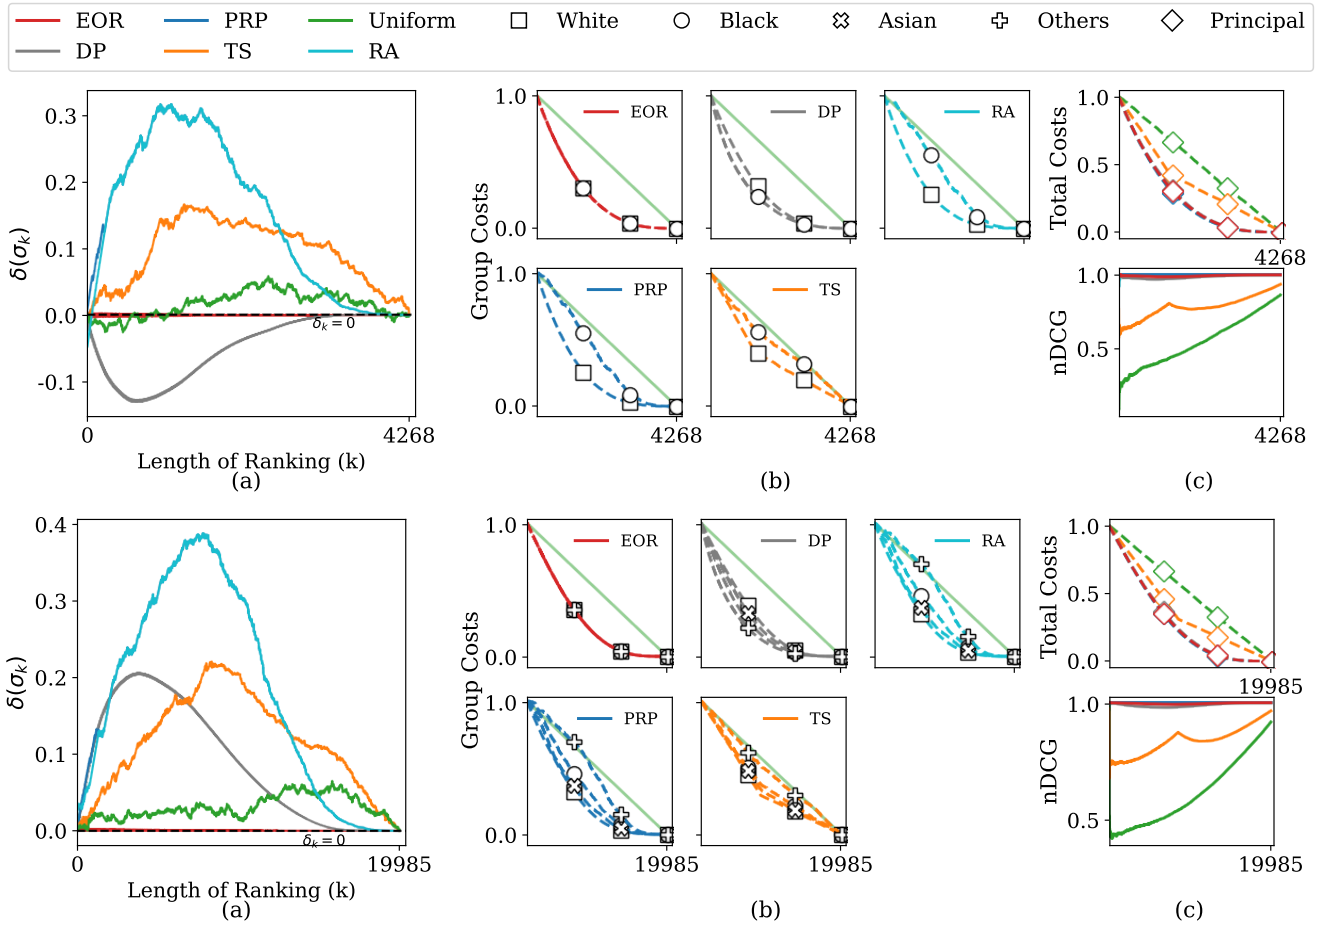 EOR PRP Uniform White Black Asian Others Principal
DP TS RA
0.3
0.2
0.1
0.0
-0.1
δ(σk)
δk = 0
0 4268
Length of Ranking (k)
(a)
Group Costs
1.0
0.0
EOR
DP
RA
1.0
0.0
PRP
TS
4268 4268
(b)
Total Costs
1.0
0.5
0.0
4268
nDCG
1.0
0.5
4268
(c)
0.4
0.3
0.2
0.1
0.0
δ(σk)
δk = 0
0 19985
Length of Ranking (k)
(a)
Group Costs
1.0
0.0
EOR
DP
RA
1.0
0.0
PRP
TS
19985 19985
(b)
Total Costs
1.0
0.5
0.0
19985
nDCG
1.0
0.5
19985
(c)